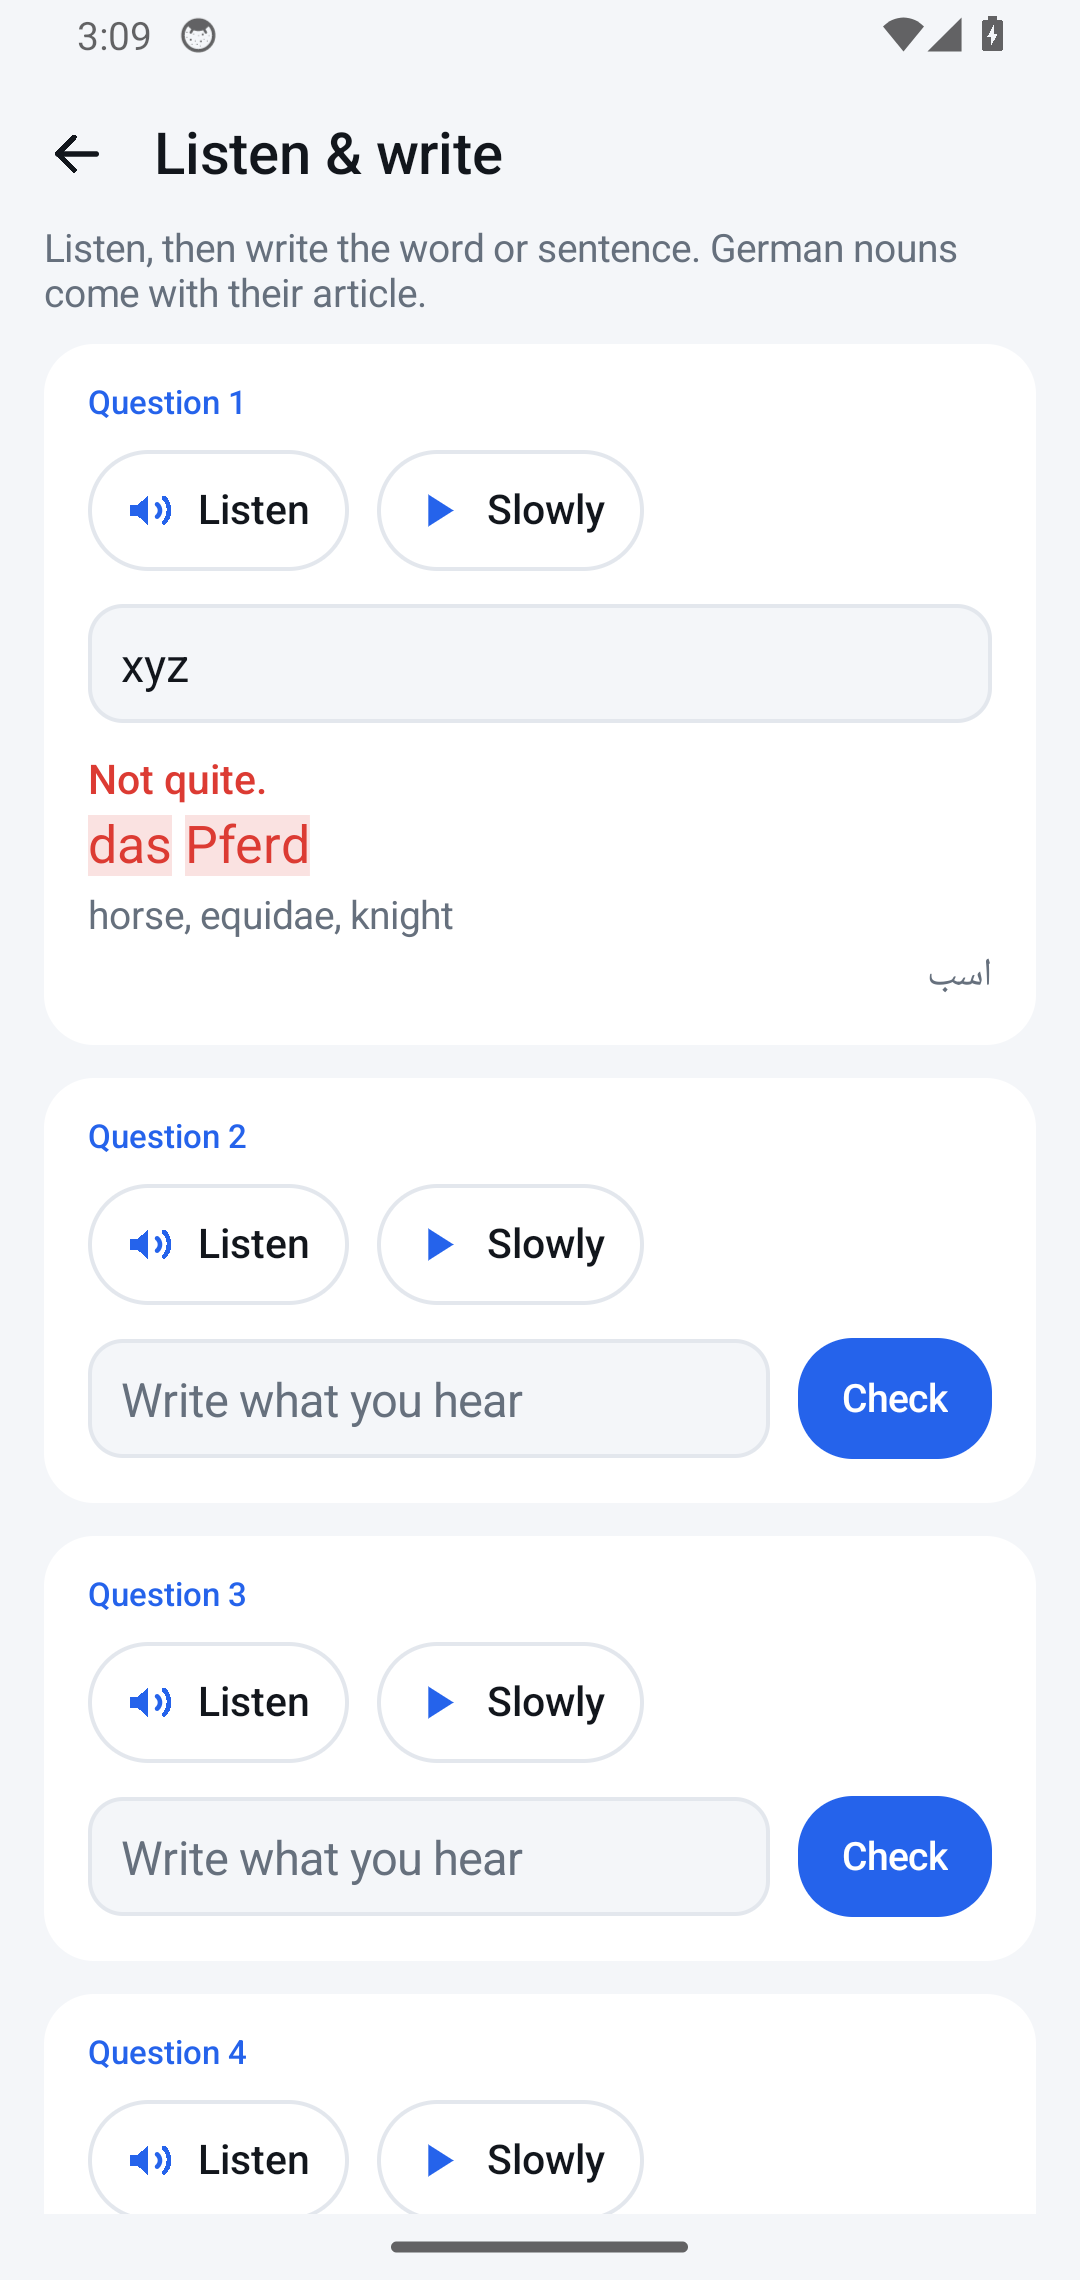 3:09
Listen & write
Listen, then write the word or sentence. German nouns
come with their article.
Question 1
Listen
Slowly
xyz
Not quite.
das Pferd
horse, equidae, knight
اسب
Question 2
Listen
Slowly
Write what you hear
Check
Question 3
Listen
Slowly
Write what you hear
Check
Question 4
Listen
Slowly